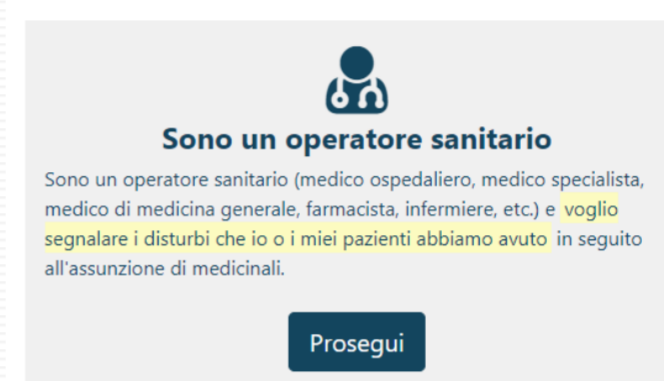 Sono un operatore sanitario
Sono un operatore sanitario (medico ospedaliero, medico specialista,
medico di medicina generale, farmacista, infermiere, etc.) e voglio
segnalare i disturbi che io o i miei pazienti abbiamo avuto in seguito
all'assunzione di medicinali.
Prosegui